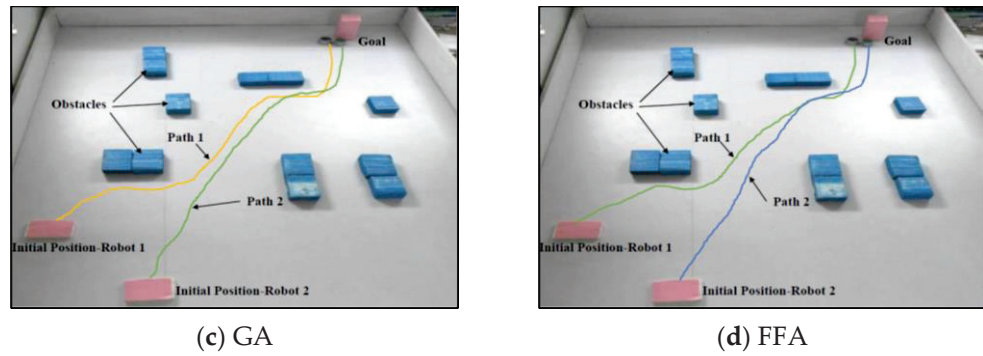 Goal
Obstacles
Path 1
Path 2
Initial Position-Robot 1
Initial Position-Robot 2
(c) GA
Goal
Obstacles
Path 1
Path 2
Initial Position-Robot 1
Initial Position-Robot 2
(d) FFA